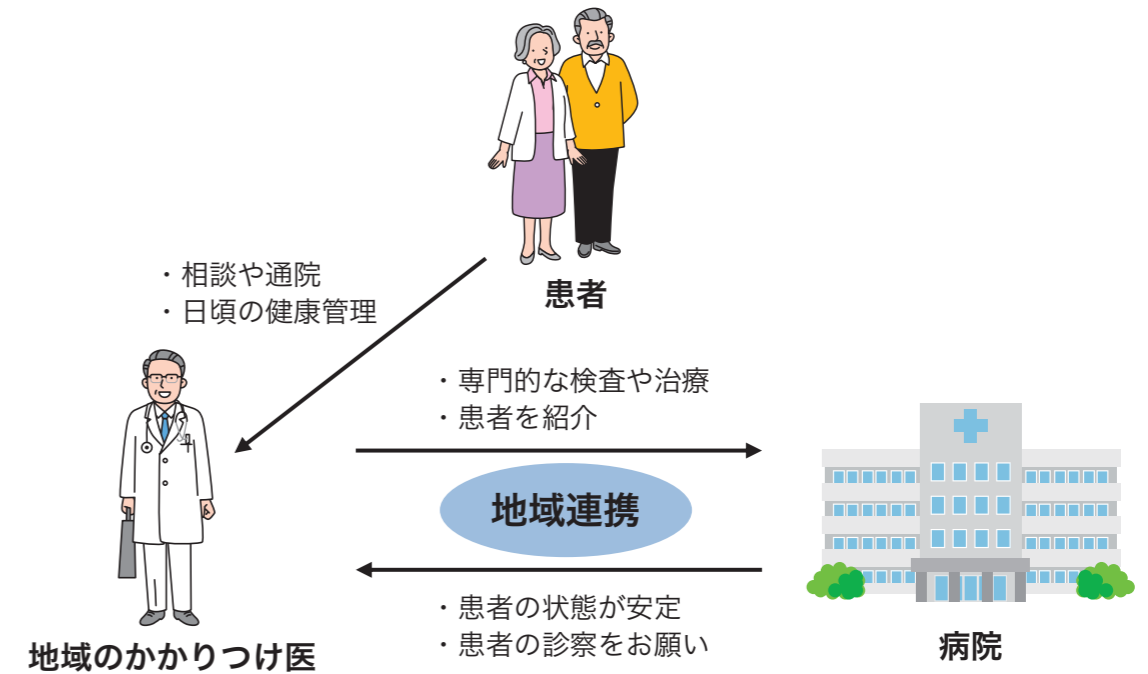 患者
・相談や通院
・日頃の健康管理
・専門的な検査や治療
・患者を紹介
地域連携
・患者の状態が安定
・患者の診察をお願い
地域のかかりつけ医
病院